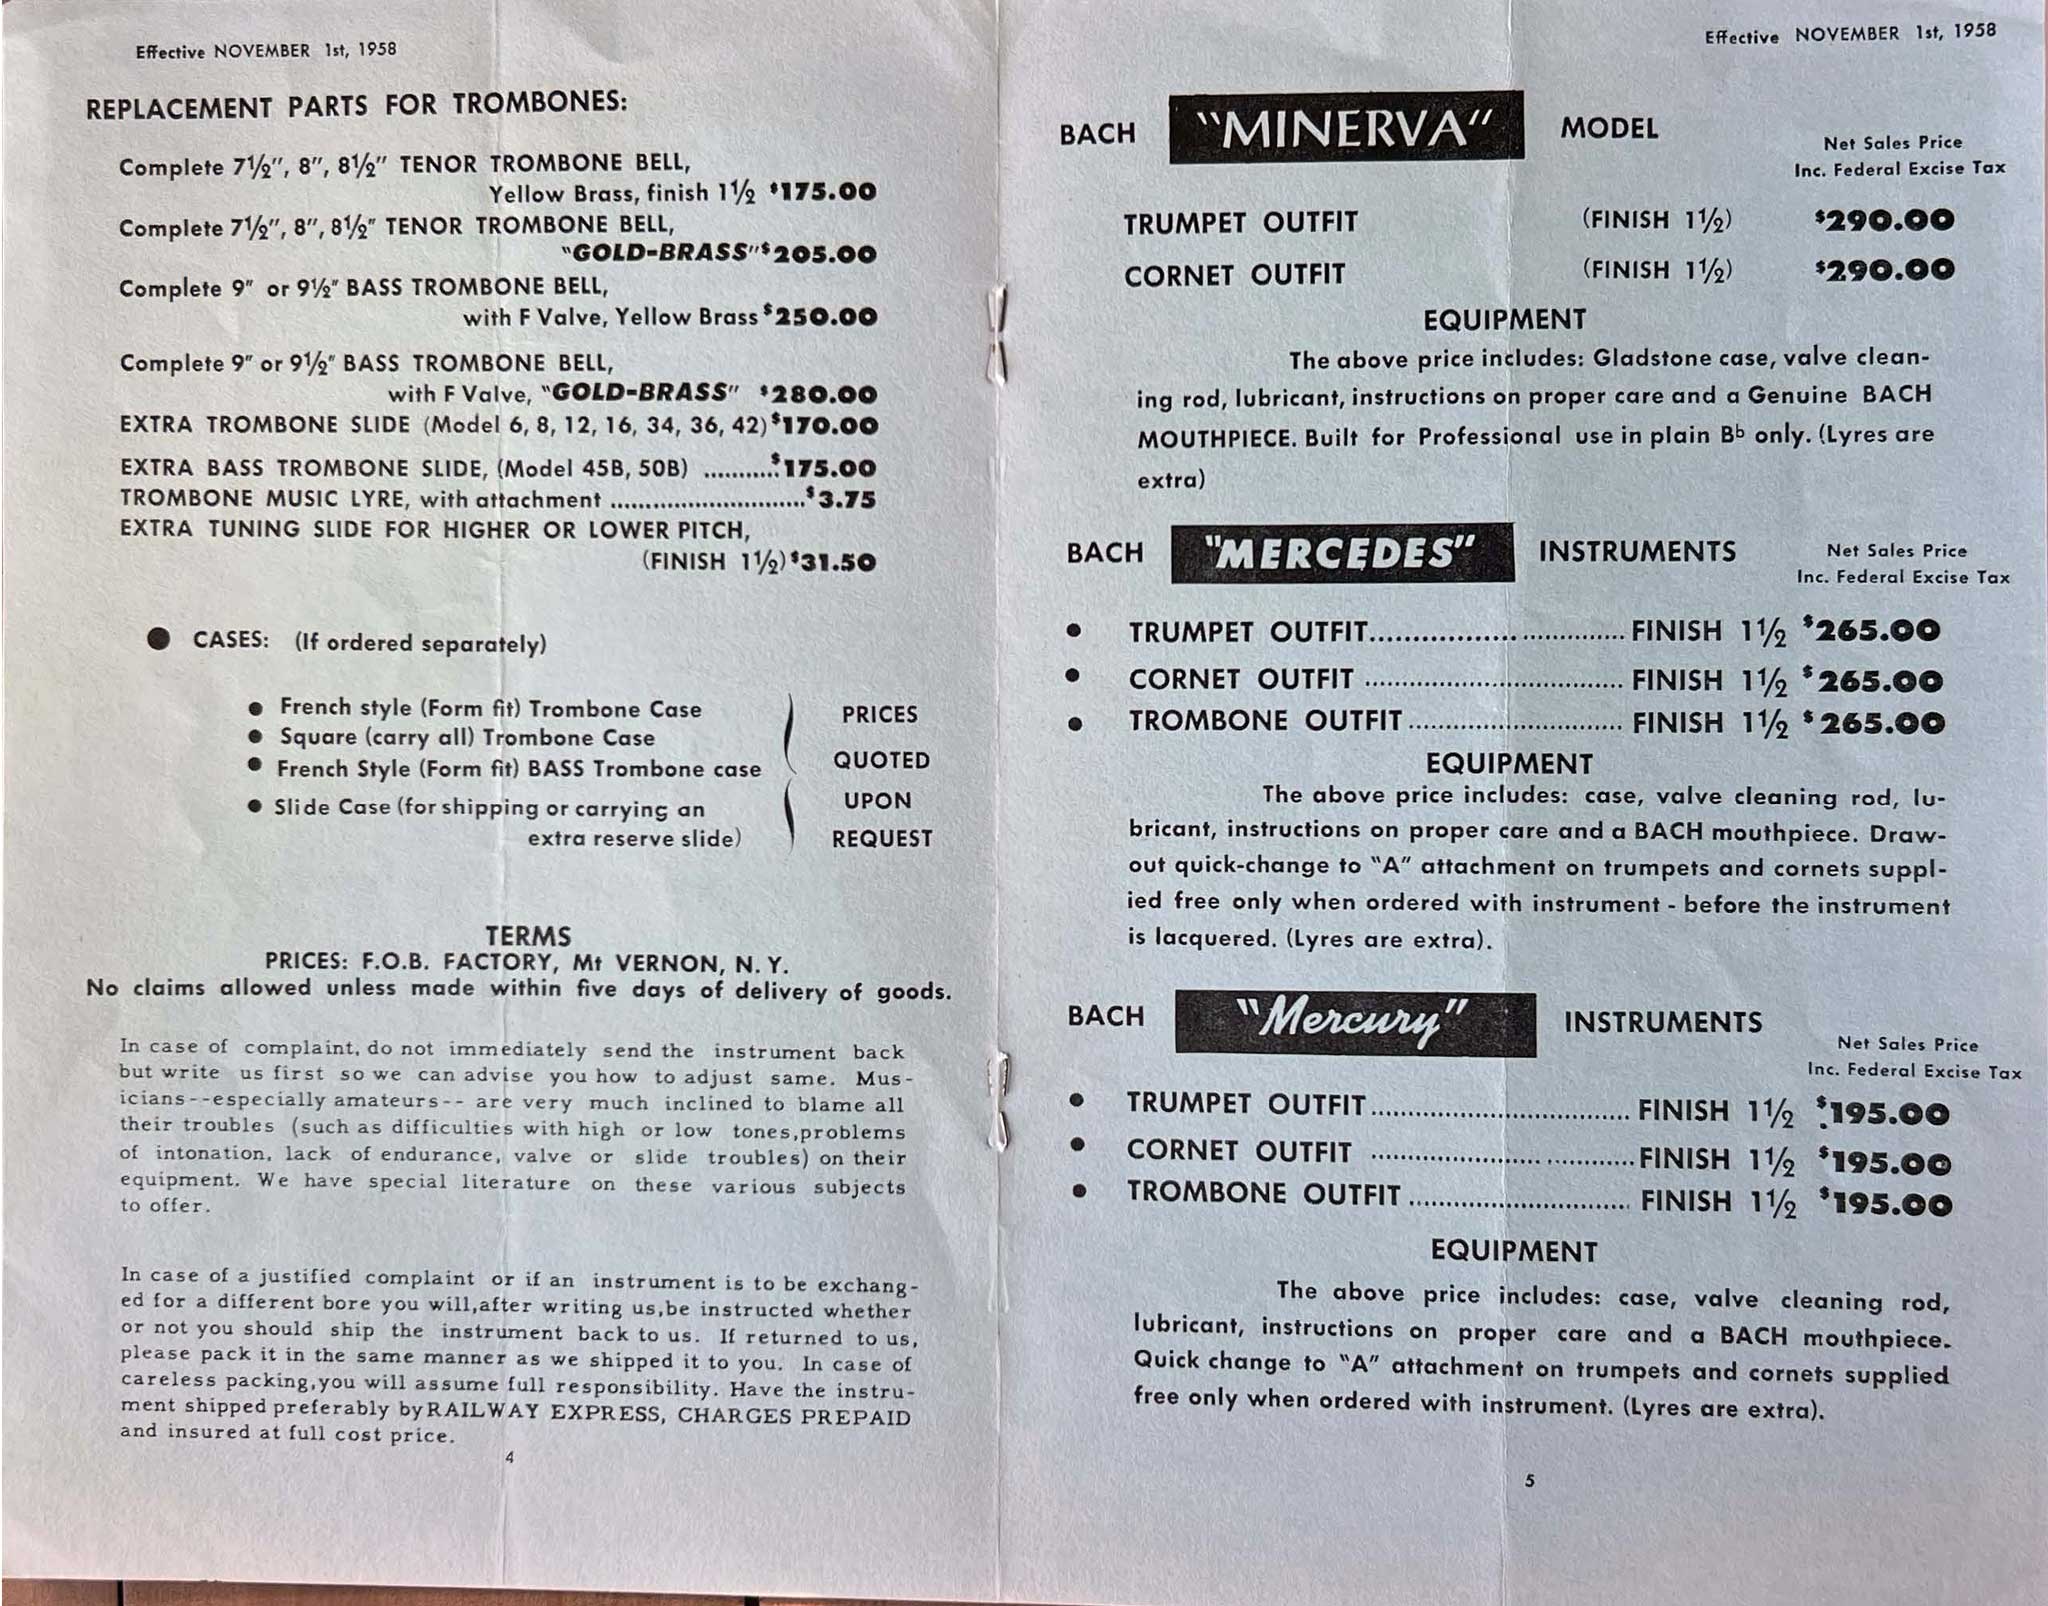 Effective NOVEMBER 1st, 1958
REPLACEMENT PARTS FOR TROMBONES:
Complete 7½", 8", 8½" TENOR TROMBONE BELL,
Yellow Brass, finish 1½ $175.00
Complete 7½", 8", 8½" TENOR TROMBONE BELL,
"GOLD-BRASS" $205.00
Complete 9" or 9½" BASS TROMBONE BELL,
with F Valve, Yellow Brass $250.00
Complete 9" or 9½" BASS TROMBONE BELL,
with F Valve, "GOLD-BRASS" $280.00
EXTRA TROMBONE SLIDE (Model 6, 8, 12, 16, 34, 36, 42) $170.00
EXTRA BASS TROMBONE SLIDE, (Model 45B, 50B) ........... $175.00
TROMBONE MUSIC LYRE, with attachment ............................ $3.75
EXTRA TUNING SLIDE FOR HIGHER OR LOWER PITCH,
(FINISH 1½) $31.50
● CASES: (If ordered separately)
● French style (Form fit) Trombone Case
● Square (carry all) Trombone Case
● French Style (Form fit) BASS Trombone case
● Slide Case (for shipping or carrying an
extra reserve slide)
PRICES
QUOTED
UPON
REQUEST
TERMS
PRICES: F.O.B. FACTORY, Mt VERNON, N.Y.
No claims allowed unless made within five days of delivery of goods.
In case of complaint, do not immediately send the instrument back
but write us first so we can advise you how to adjust same. Mus-
icians--especially amateurs-- are very much inclined to blame all
their troubles (such as difficulties with high or low tones,problems
of intonation, lack of endurance, valve or slide troubles) on their
equipment. We have special literature on these various subjects
to offer.
In case of a justified complaint or if an instrument is to be exchang-
ed for a different bore you will,after writing us,be instructed whether
or not you should ship the instrument back to us. If returned to us,
please pack it in the same manner as we shipped it to you. In case of
careless packing,you will assume full responsibility. Have the instru-
ment shipped preferably by RAILWAY EXPRESS, CHARGES PREPAID
and insured at full cost price.
4
Effective NOVEMBER 1st, 1958
BACH "MINERVA" MODEL
Net Sales Price
Inc. Federal Excise Tax
TRUMPET OUTFIT (FINISH 1½) $290.00
CORNET OUTFIT (FINISH 1½) $290.00
EQUIPMENT
The above price includes: Gladstone case, valve clean-
ing rod, lubricant, instructions on proper care and a Genuine BACH
MOUTHPIECE. Built for Professional use in plain Bb only. (Lyres are
extra)
BACH "MERCEDES" INSTRUMENTS
Net Sales Price
Inc. Federal Excise Tax
● TRUMPET OUTFIT................................ FINISH 1½ $265.00
● CORNET OUTFIT ................................ FINISH 1½ $265.00
● TROMBONE OUTFIT.............................. FINISH 1½ $265.00
EQUIPMENT
The above price includes: case, valve cleaning rod, lu-
bricant, instructions on proper care and a BACH mouthpiece. Draw-
out quick-change to "A" attachment on trumpets and cornets suppl-
ied free only when ordered with instrument - before the instrument
is lacquered. (Lyres are extra).
BACH "Mercury" INSTRUMENTS
Net Sales Price
Inc. Federal Excise Tax
● TRUMPET OUTFIT................................ FINISH 1½ $195.00
● CORNET OUTFIT ................................ FINISH 1½ $195.00
● TROMBONE OUTFIT.............................. FINISH 1½ $195.00
EQUIPMENT
The above price includes: case, valve cleaning rod,
lubricant, instructions on proper care and a BACH mouthpiece.
Quick change to "A" attachment on trumpets and cornets supplied
free only when ordered with instrument. (Lyres are extra).
5